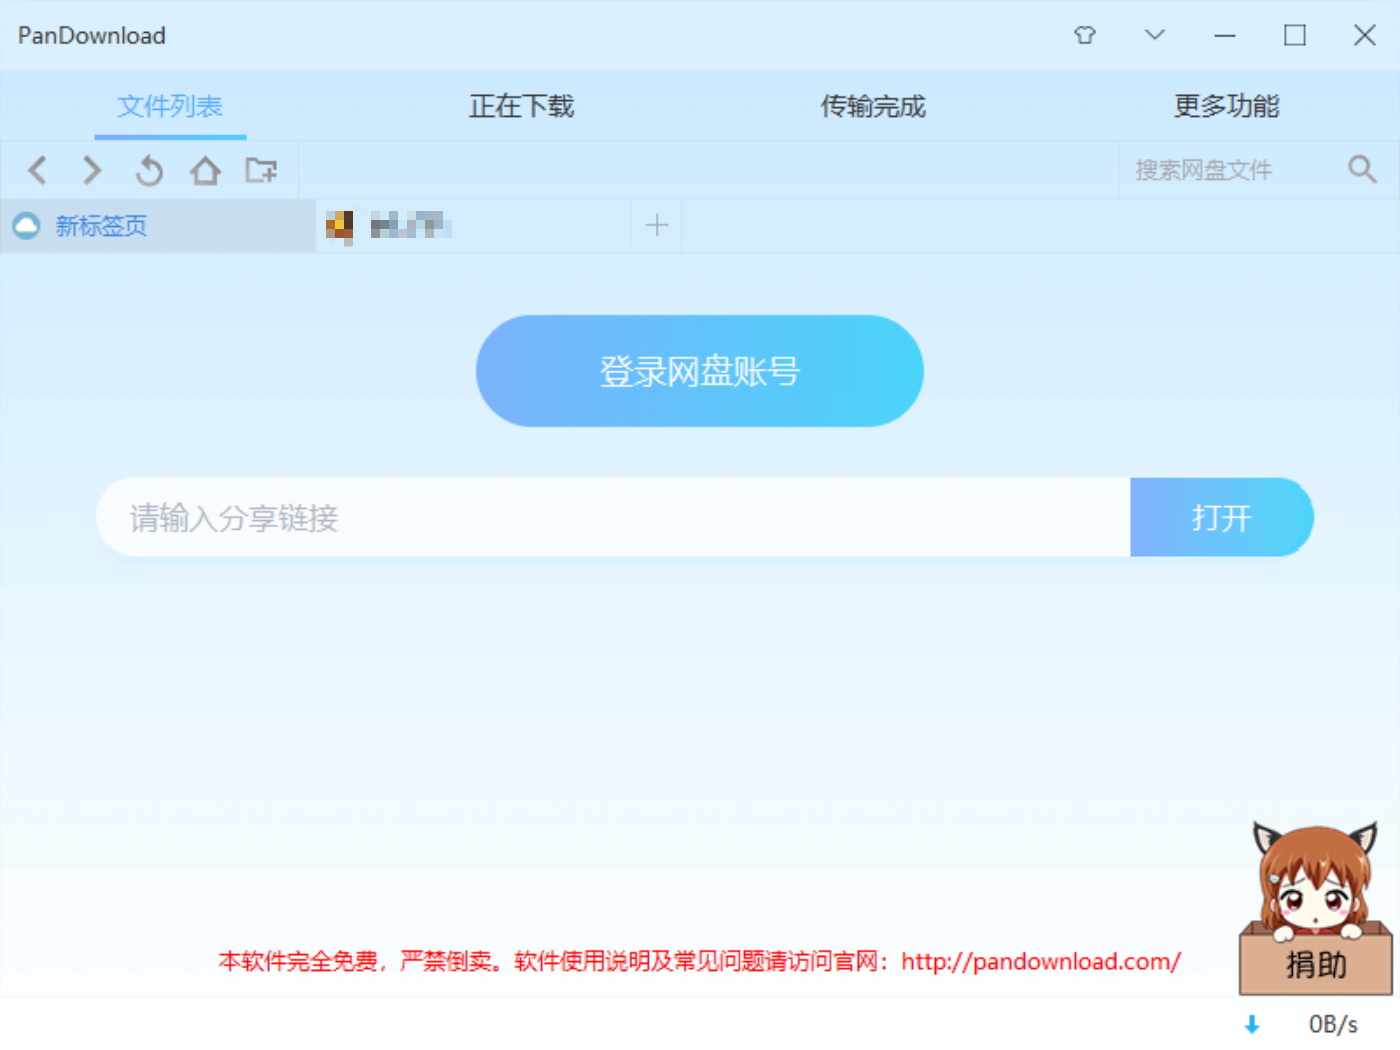 PanDownload
文件列表 正在下载 传输完成 更多功能
搜索网盘文件
新标签页
登录网盘账号
请输入分享链接 打开
本软件完全免费，严禁倒卖。软件使用说明及常见问题请访问官网：http://pandownload.com/
捐助
0B/s